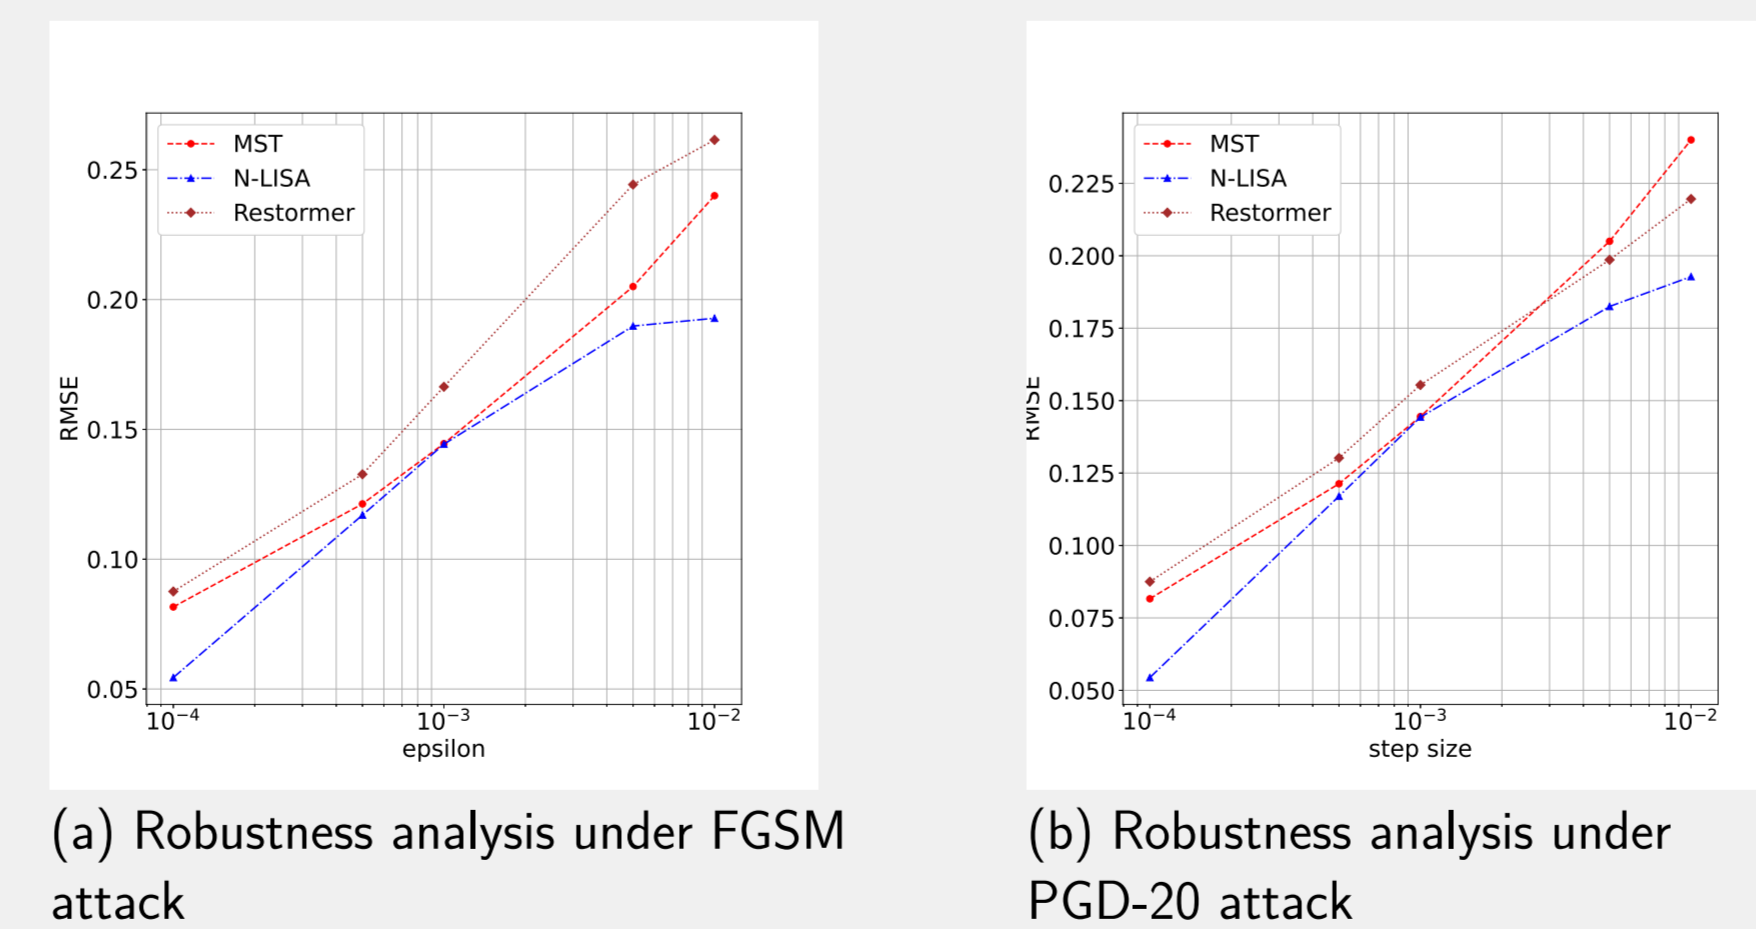 MST
N-LISA
Restormer
0.25
0.20
0.15
0.10
0.05
RMSE
10⁻⁴ 10⁻³ 10⁻²
epsilon
(a) Robustness analysis under FGSM
attack
MST
N-LISA
Restormer
0.225
0.200
0.175
0.150
0.125
0.100
0.075
0.050
RMSE
10⁻⁴ 10⁻³ 10⁻²
step size
(b) Robustness analysis under
PGD-20 attack